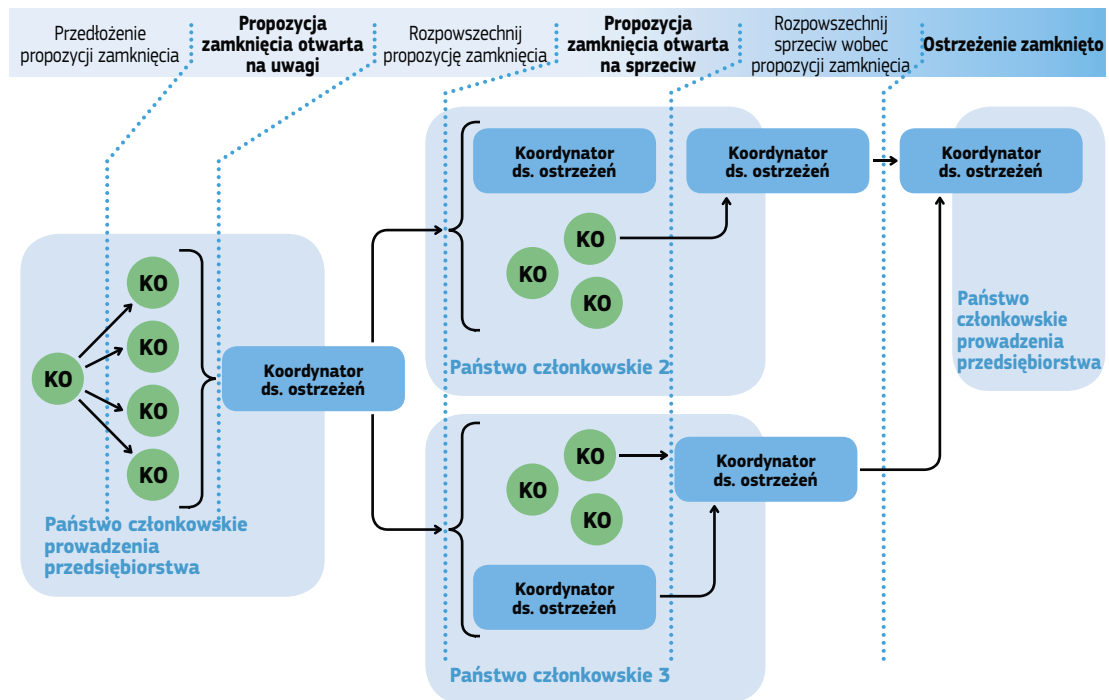 Przedłożenie
propozycji zamknięcia
Propozycja
zamknięcia otwarta
na uwagi
Rozpowszechnij
propozycję zamknięcia
Propozycja
zamknięcia otwarta
na sprzeciw
Rozpowszechnij
sprzeciw wobec
propozycji zamknięcia
Ostrzeżenie zamknięto
KO
KO
KO
KO
KO
Koordynator
ds. ostrzeżeń
Państwo członkowskie
prowadzenia
przedsiębiorstwa
Koordynator
ds. ostrzeżeń
KO
KO
KO
Państwo członkowskie 2
Koordynator
ds. ostrzeżeń
KO
KO
KO
Koordynator
ds. ostrzeżeń
Koordynator
ds. ostrzeżeń
Państwo członkowskie 3
Koordynator
ds. ostrzeżeń
Państwo
członkowskie
prowadzenia
przedsiębiorstwa